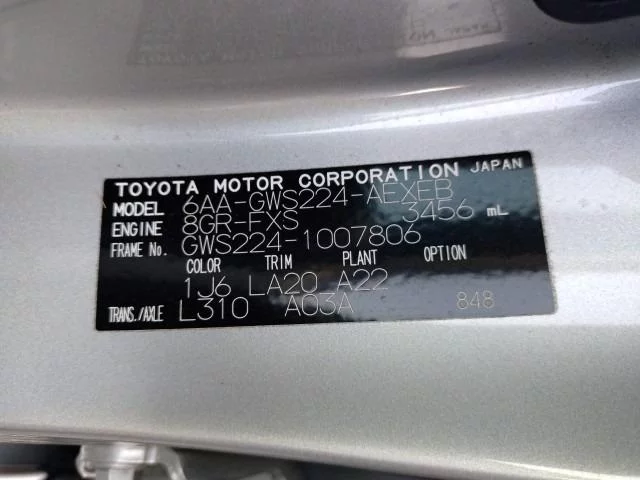 TOYOTA MOTOR CORPORATION JAPAN
MODEL 6AA-GWS224-AEXEB
ENGINE 8GR-FXS 3456 mL
FRAME No. GWS224-1007806
COLOR TRIM PLANT OPTION
1J6 LA20 A22
TRANS./AXLE L310 A03A 848